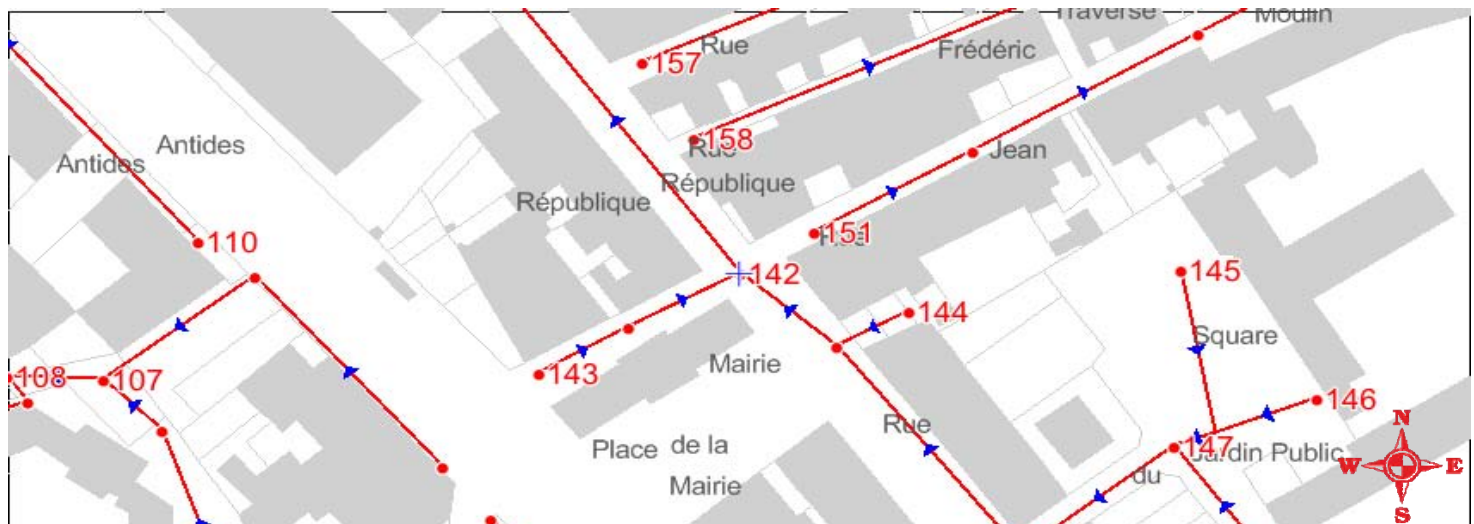 Traverse
Moulin
Rue
157
Frédéric
158
Rue
Antides
Antides
République
République
Jean
151
Rue
110
142
145
144
Square
Mairie
108
107
143
146
Rue
Place de la
Mairie
147
Jardin Public
du
N
W E
S